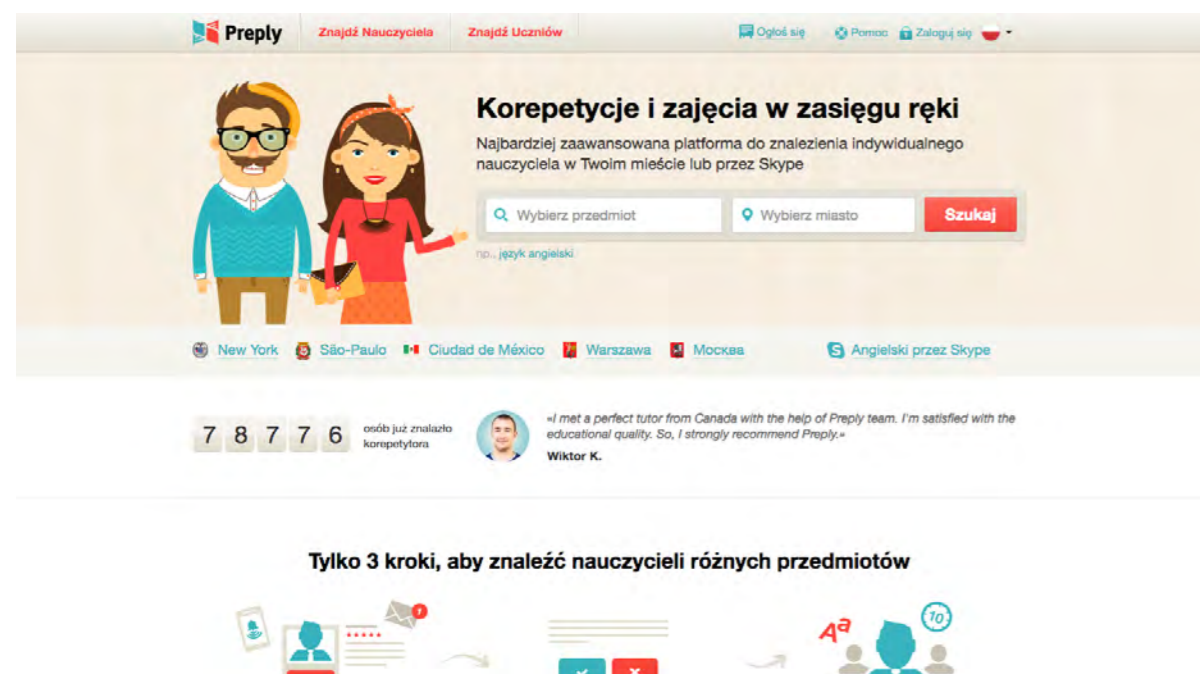 Preply
Znajdź Nauczyciela
Znajdź Uczniów
Ogłoś się
Pomoc
Zaloguj się
Korepetycje i zajęcia w zasięgu ręki
Najbardziej zaawansowana platforma do znalezienia indywidualnego
nauczyciela w Twoim mieście lub przez Skype
Wybierz przedmiot
Wybierz miasto
Szukaj
np., język angielski
New York
São-Paulo
Ciudad de México
Warszawa
Москва
Angielski przez Skype
7 8 7 7 6
osób już znalazło
korepetytora
«I met a perfect tutor from Canada with the help of Preply team. I'm satisfied with the
educational quality. So, I strongly recommend Preply.»
Wiktor K.
Tylko 3 kroki, aby znaleźć nauczycieli różnych przedmiotów
1
Aa
10